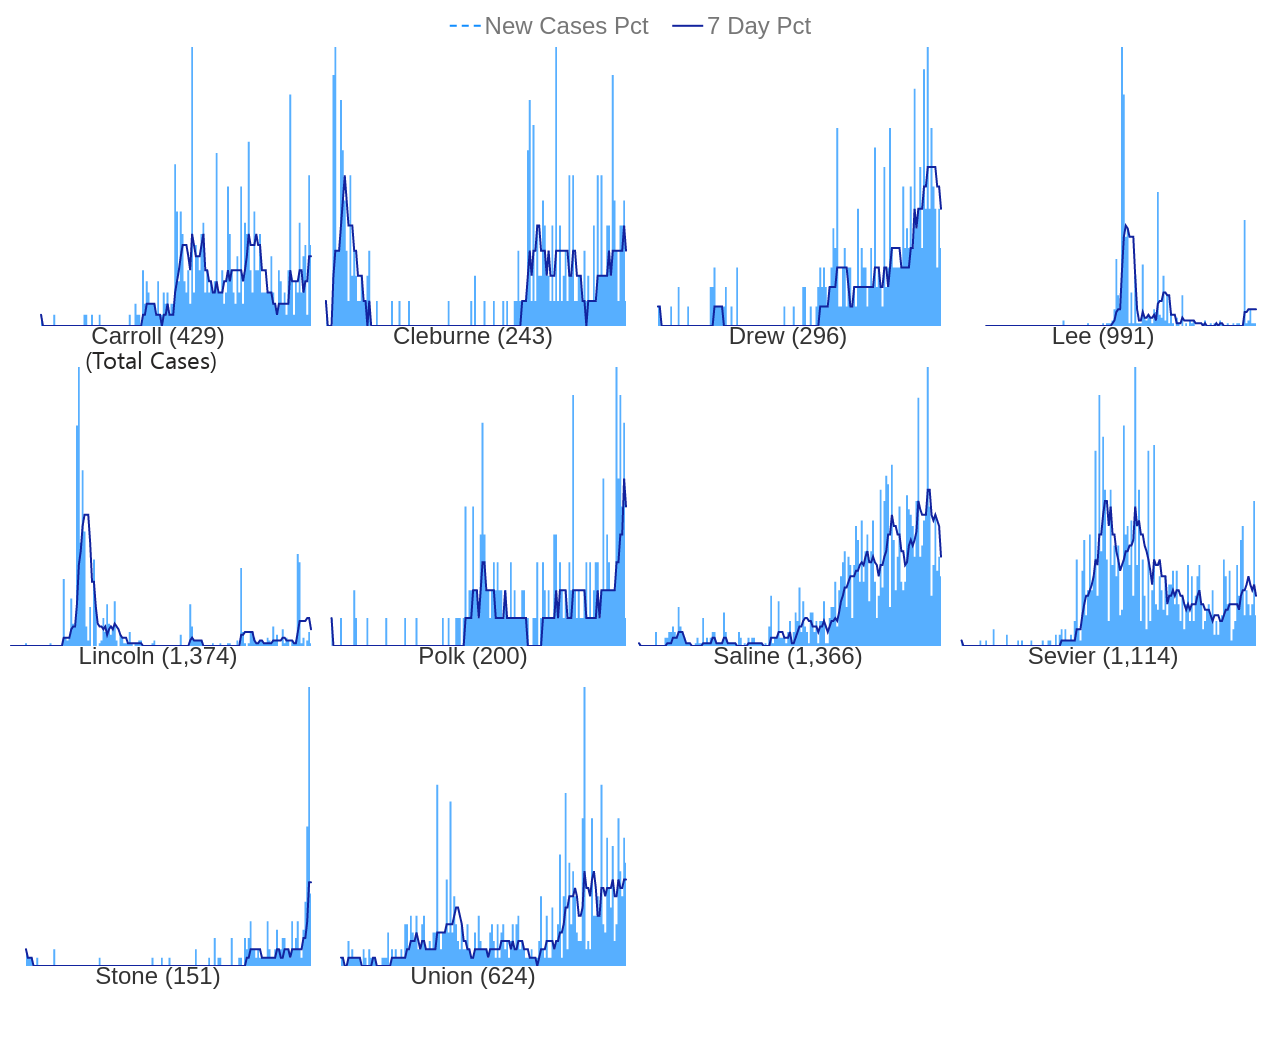 New Cases Pct 7 Day Pct
Carroll (429) Cleburne (243) Drew (296) Lee (991)
(Total Cases)
Lincoln (1,374) Polk (200) Saline (1,366) Sevier (1,114)
Stone (151) Union (624)